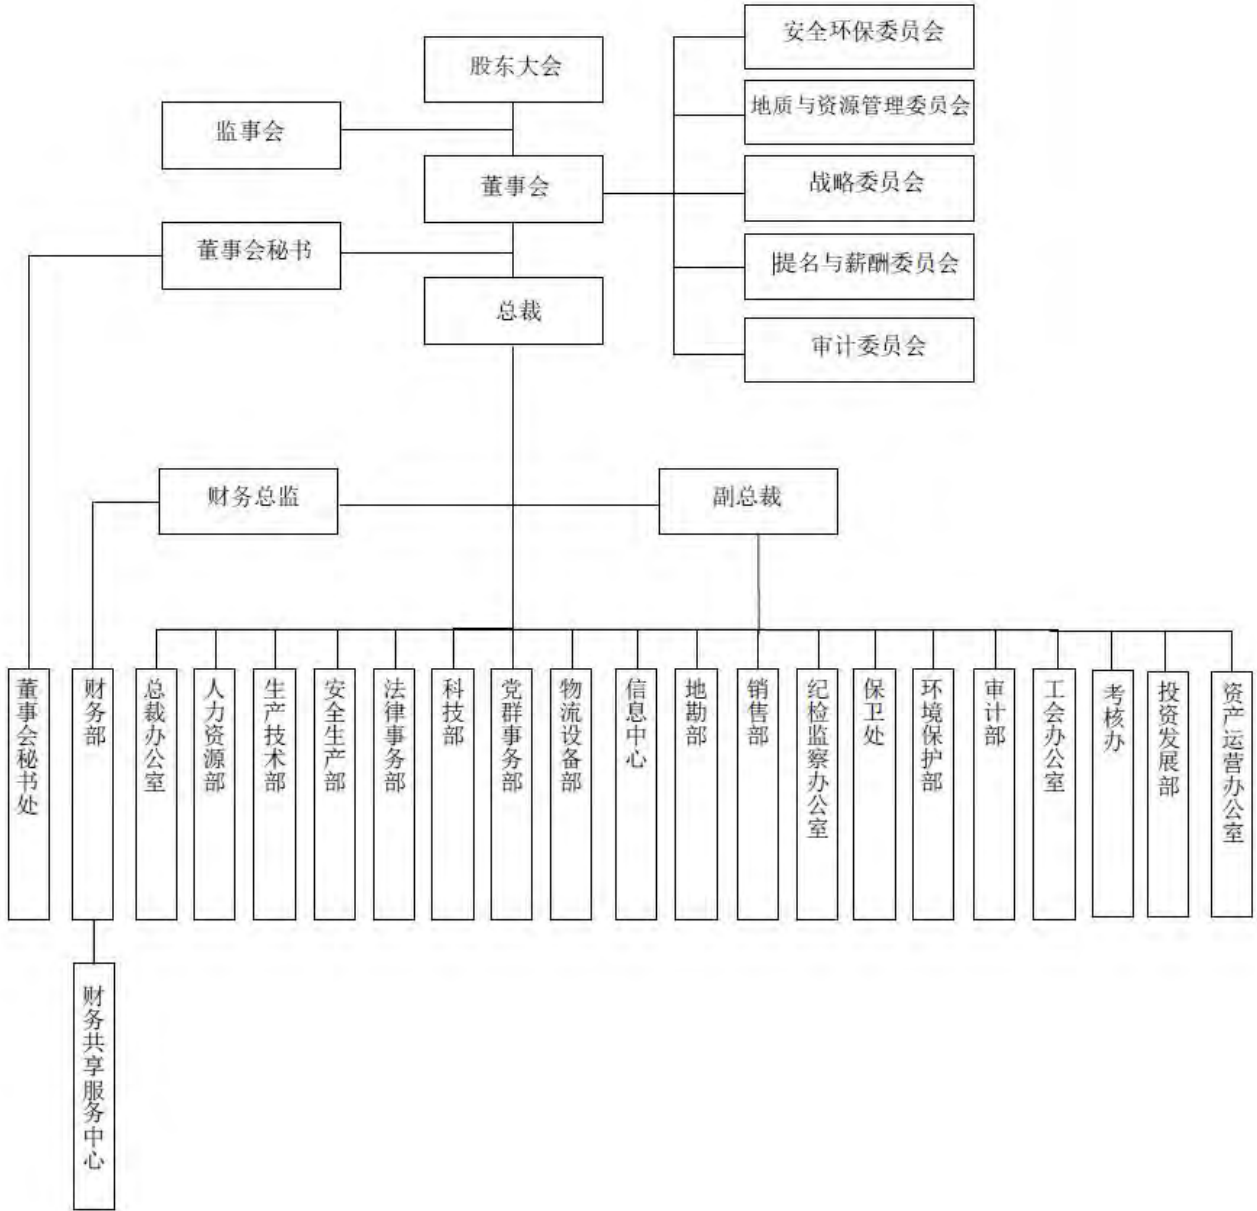 安全环保委员会
股东大会
地质与资源管理委员会
监事会
董事会
战略委员会
董事会秘书
提名与薪酬委员会
总裁
审计委员会
财务总监
副总裁
董事会秘书处
财务部
总裁办公室
人力资源部
生产技术部
安全生产部
法律事务部
科技部
党群事务部
物流设备部
信息中心
地勘部
销售部
纪检监察办公室
保卫处
环境保护部
审计部
工会办公室
考核办
投资发展部
资产运营办公室
财务共享服务中心